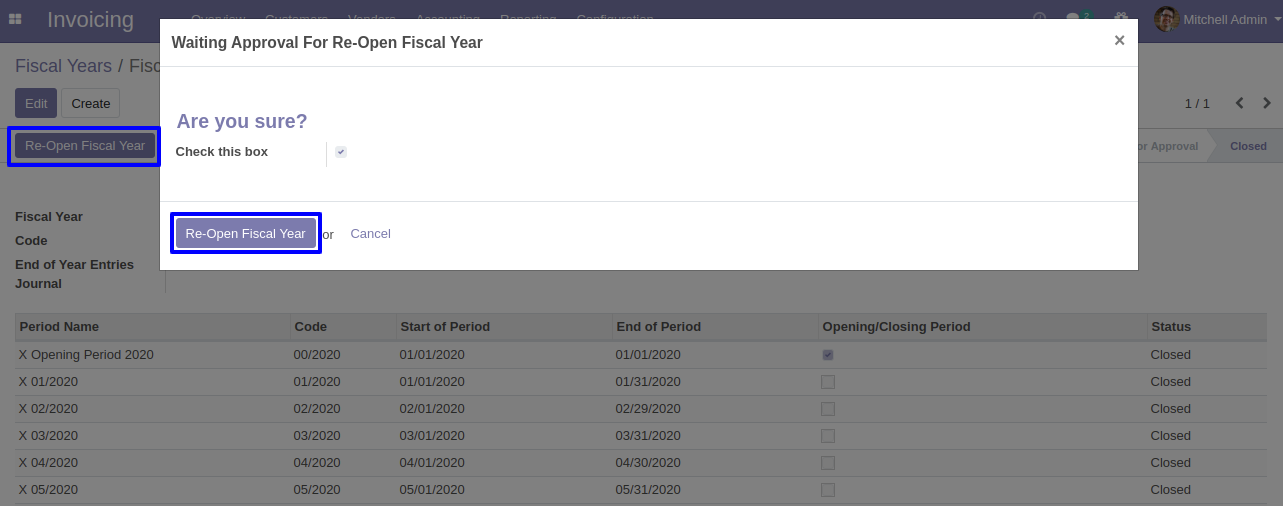 Invoicing
Overview Customers Vendors Accounting Reporting Configuration
2 Mitchell Admin
Waiting Approval For Re-Open Fiscal Year ×
Fiscal Years /
Edit Create
1 / 1
Re-Open Fiscal Year
Approval Closed
Are you sure?
Check this box
Re-Open Fiscal Year or Cancel
Fiscal Year
Code
End of Year Entries
Journal
Period Name Code Start of Period End of Period Opening/Closing Period Status
X Opening Period 2020 00/2020 01/01/2020 01/01/2020 Closed
X 01/2020 01/2020 01/01/2020 01/31/2020 Closed
X 02/2020 02/2020 02/01/2020 02/29/2020 Closed
X 03/2020 03/2020 03/01/2020 03/31/2020 Closed
X 04/2020 04/2020 04/01/2020 04/30/2020 Closed
X 05/2020 05/2020 05/01/2020 05/31/2020 Closed